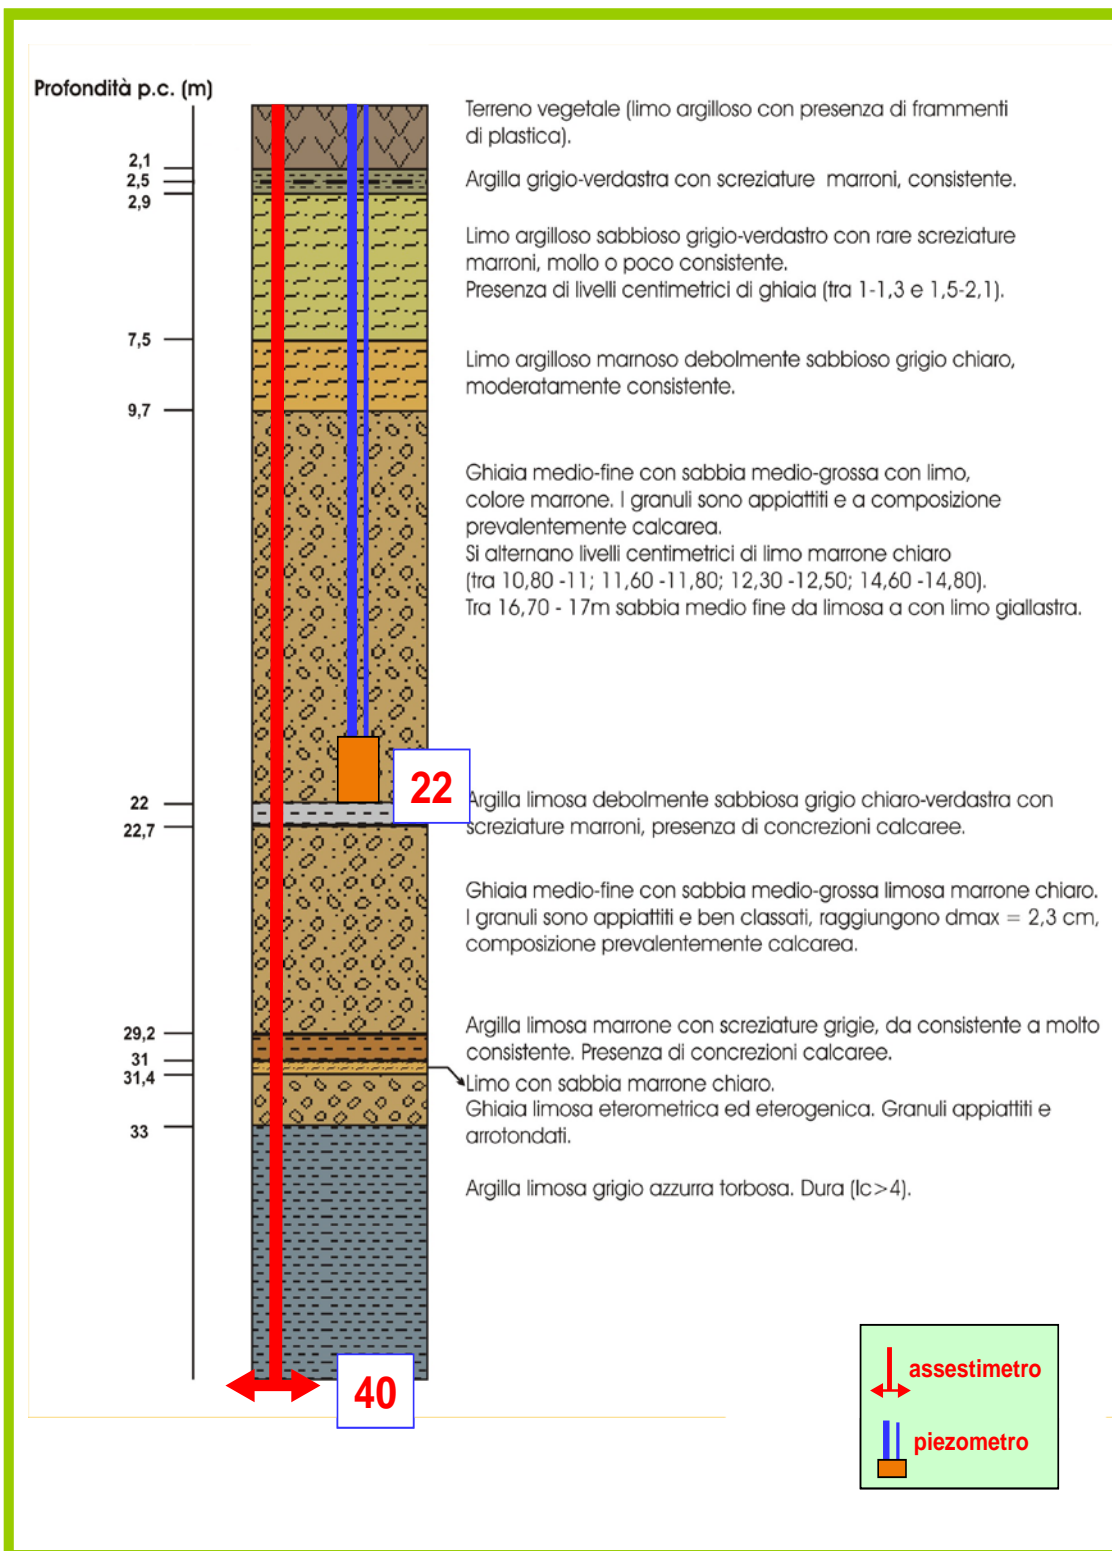 Profondità p.c. (m)
Terreno vegetale (limo argilloso con presenza di frammenti
di plastica).
2,1
2,5
2,9
Argilla grigio-verdastra con screziature marroni, consistente.
Limo argilloso sabbioso grigio-verdastro con rare screziature
marroni, mollo o poco consistente.
Presenza di livelli centimetrici di ghiaia (tra 1-1,3 e 1,5-2,1).
7,5
Limo argilloso marnoso debolmente sabbioso grigio chiaro,
moderatamente consistente.
9,7
Ghiaia medio-fine con sabbia medio-grossa con limo,
colore marrone. I granuli sono appiattiti e a composizione
prevalentemente calcarea.
Si alternano livelli centimetrici di limo marrone chiaro
(tra 10,80 -11; 11,60 -11,80; 12,30 -12,50; 14,60 -14,80).
Tra 16,70 - 17m sabbia medio fine da limosa a con limo giallastra.
22
22
22,7
Argilla limosa debolmente sabbiosa grigio chiaro-verdastra con
screziature marroni, presenza di concrezioni calcaree.
Ghiaia medio-fine con sabbia medio-grossa limosa marrone chiaro.
I granuli sono appiattiti e ben classati, raggiungono dmax = 2,3 cm,
composizione prevalentemente calcarea.
29,2
31
31,4
Argilla limosa marrone con screziature grigie, da consistente a molto
consistente. Presenza di concrezioni calcaree.
Limo con sabbia marrone chiaro.
Ghiaia limosa eterometrica ed eterogenica. Granuli appiattiti e
arrotondati.
33
Argilla limosa grigio azzurra torbosa. Dura (Ic>4).
40
assestimetro
piezometro